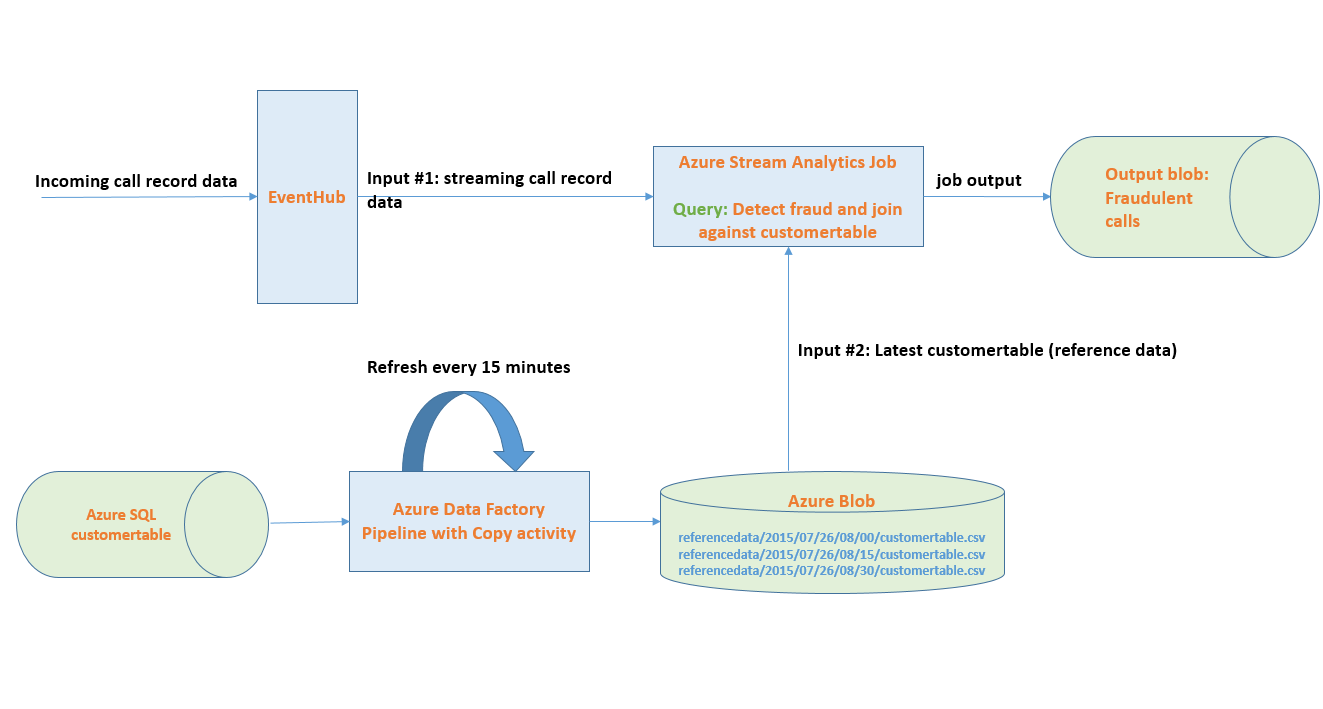 Incoming call record data
EventHub
Input #1: streaming call record
data
Azure Stream Analytics Job
Query: Detect fraud and join
against customertable
job output
Output blob:
Fraudulent
calls
Input #2: Latest customertable (reference data)
Refresh every 15 minutes
Azure SQL
customertable
Azure Data Factory
Pipeline with Copy activity
Azure Blob
referencedata/2015/07/26/08/00/customertable.csv
referencedata/2015/07/26/08/15/customertable.csv
referencedata/2015/07/26/08/30/customertable.csv